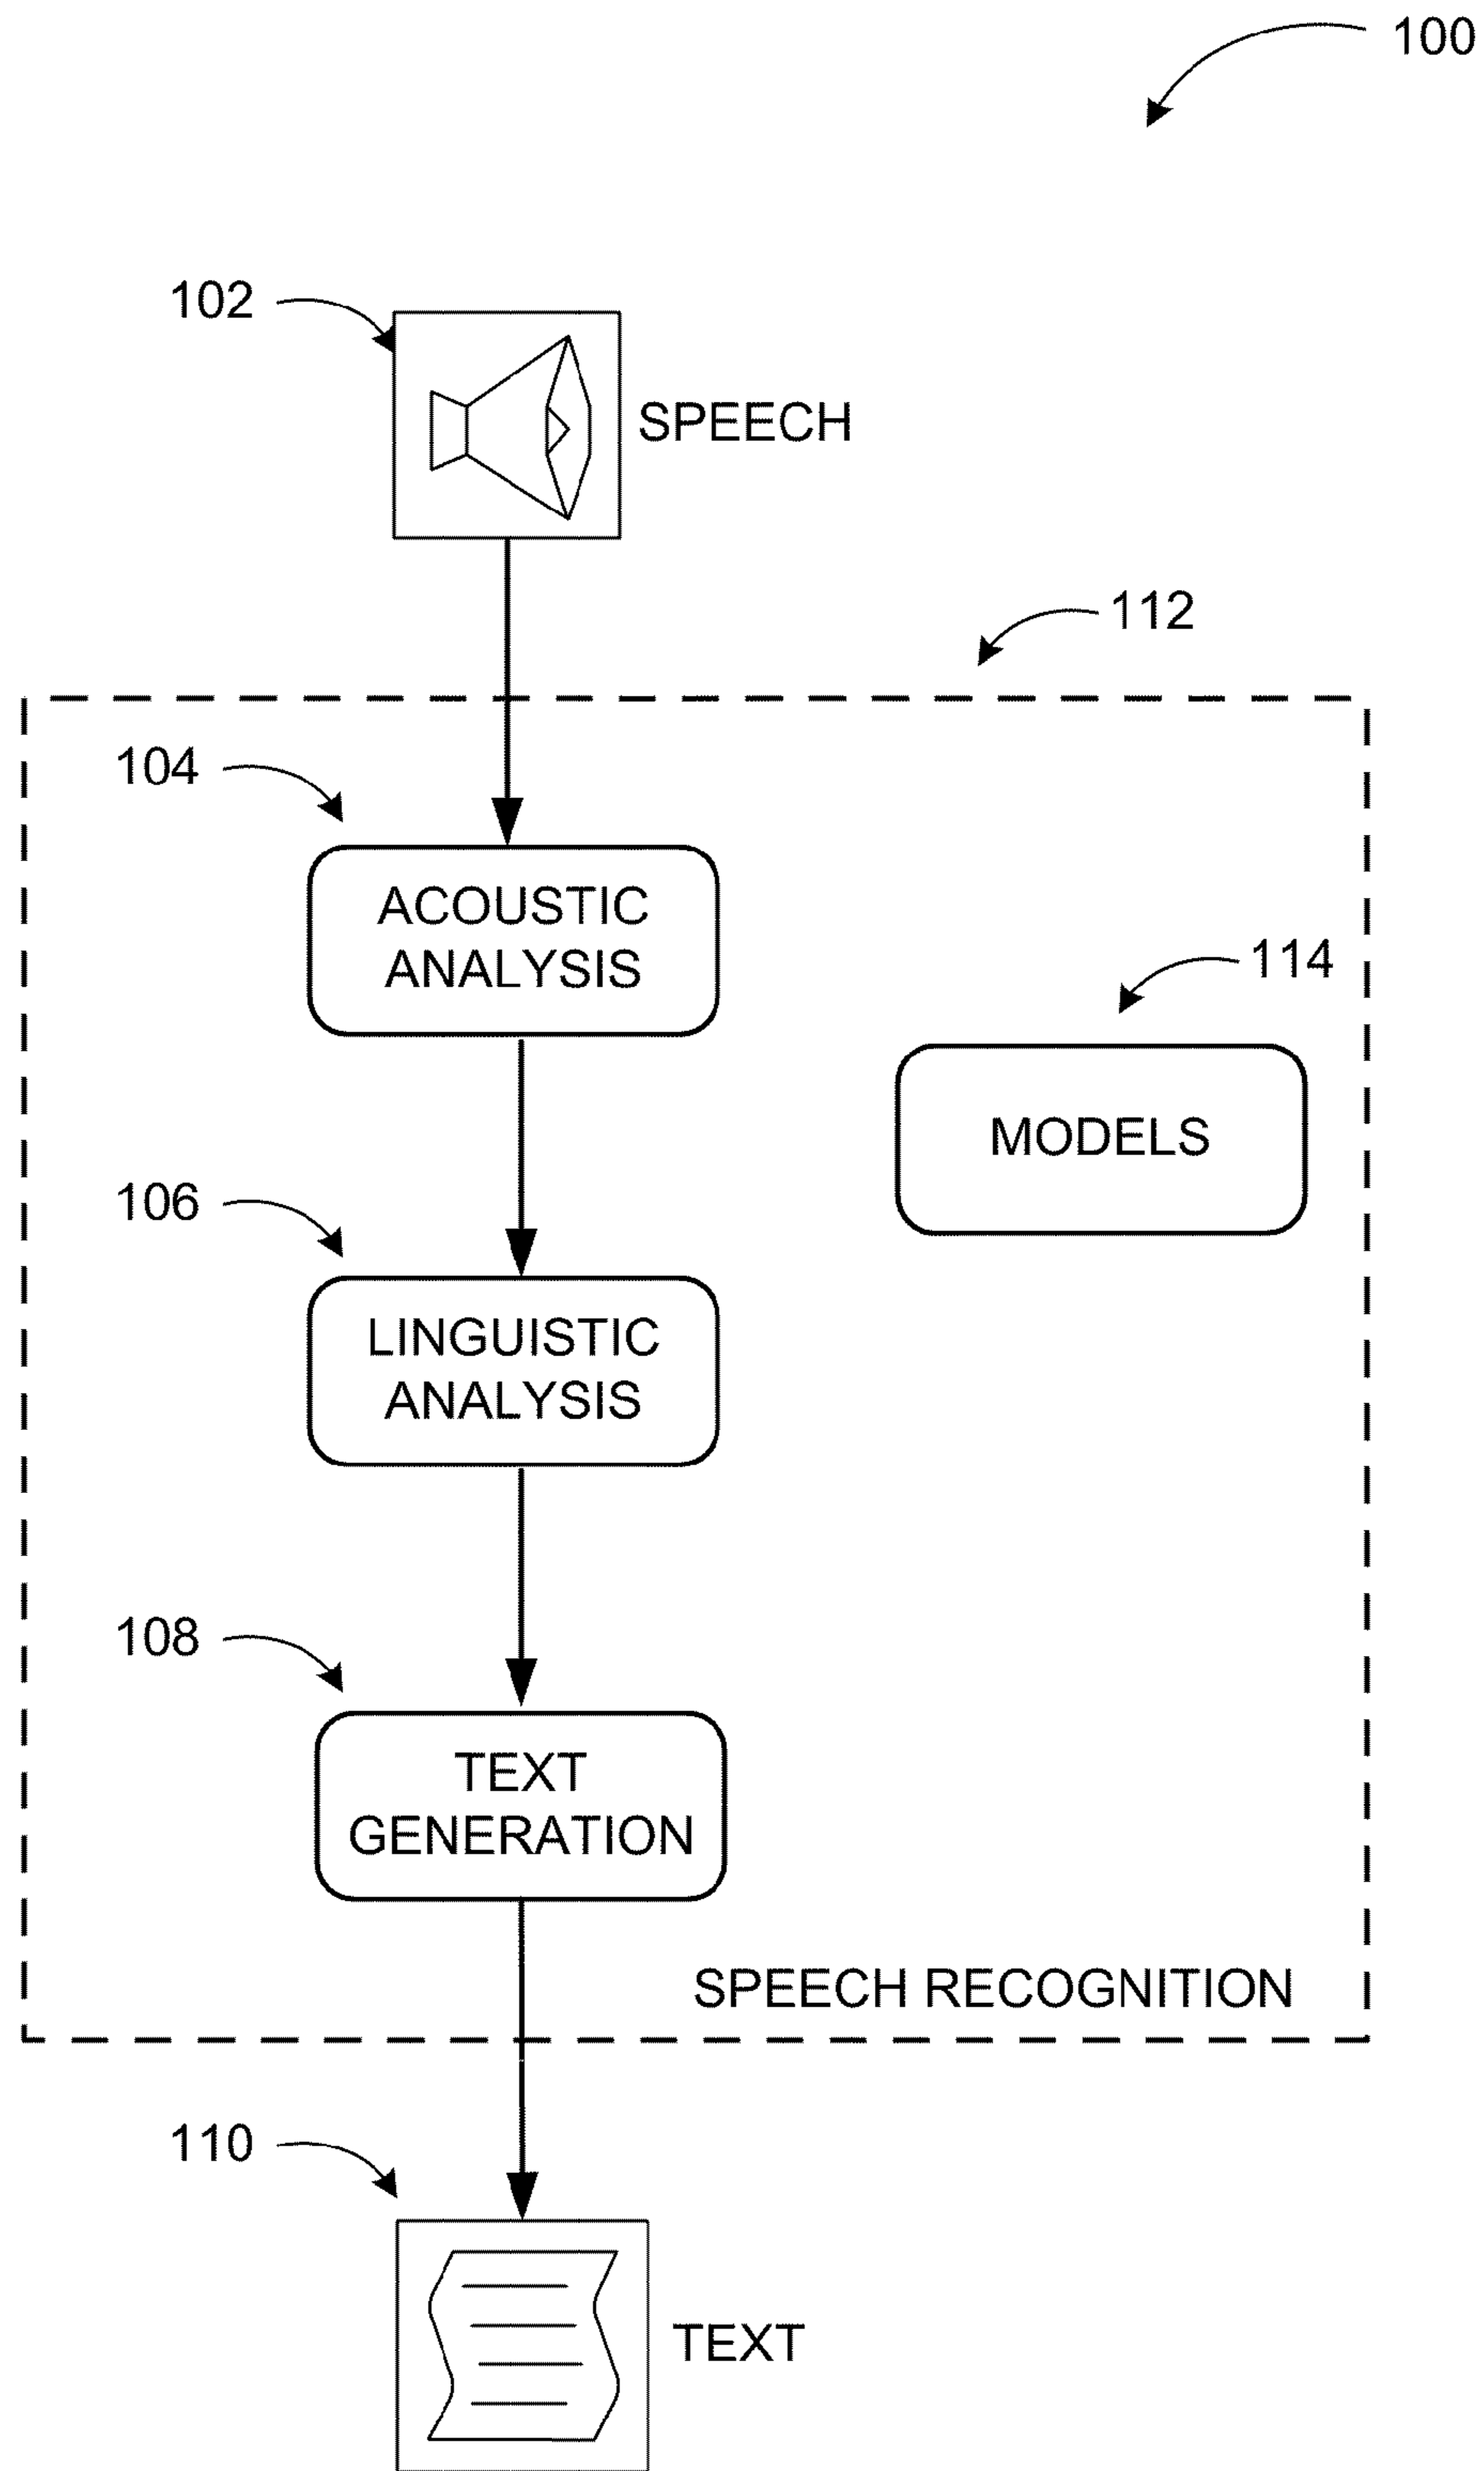 100
102
SPEECH
112
104
ACOUSTIC
ANALYSIS
114
MODELS
106
LINGUISTIC
ANALYSIS
108
TEXT
GENERATION
SPEECH RECOGNITION
110
TEXT